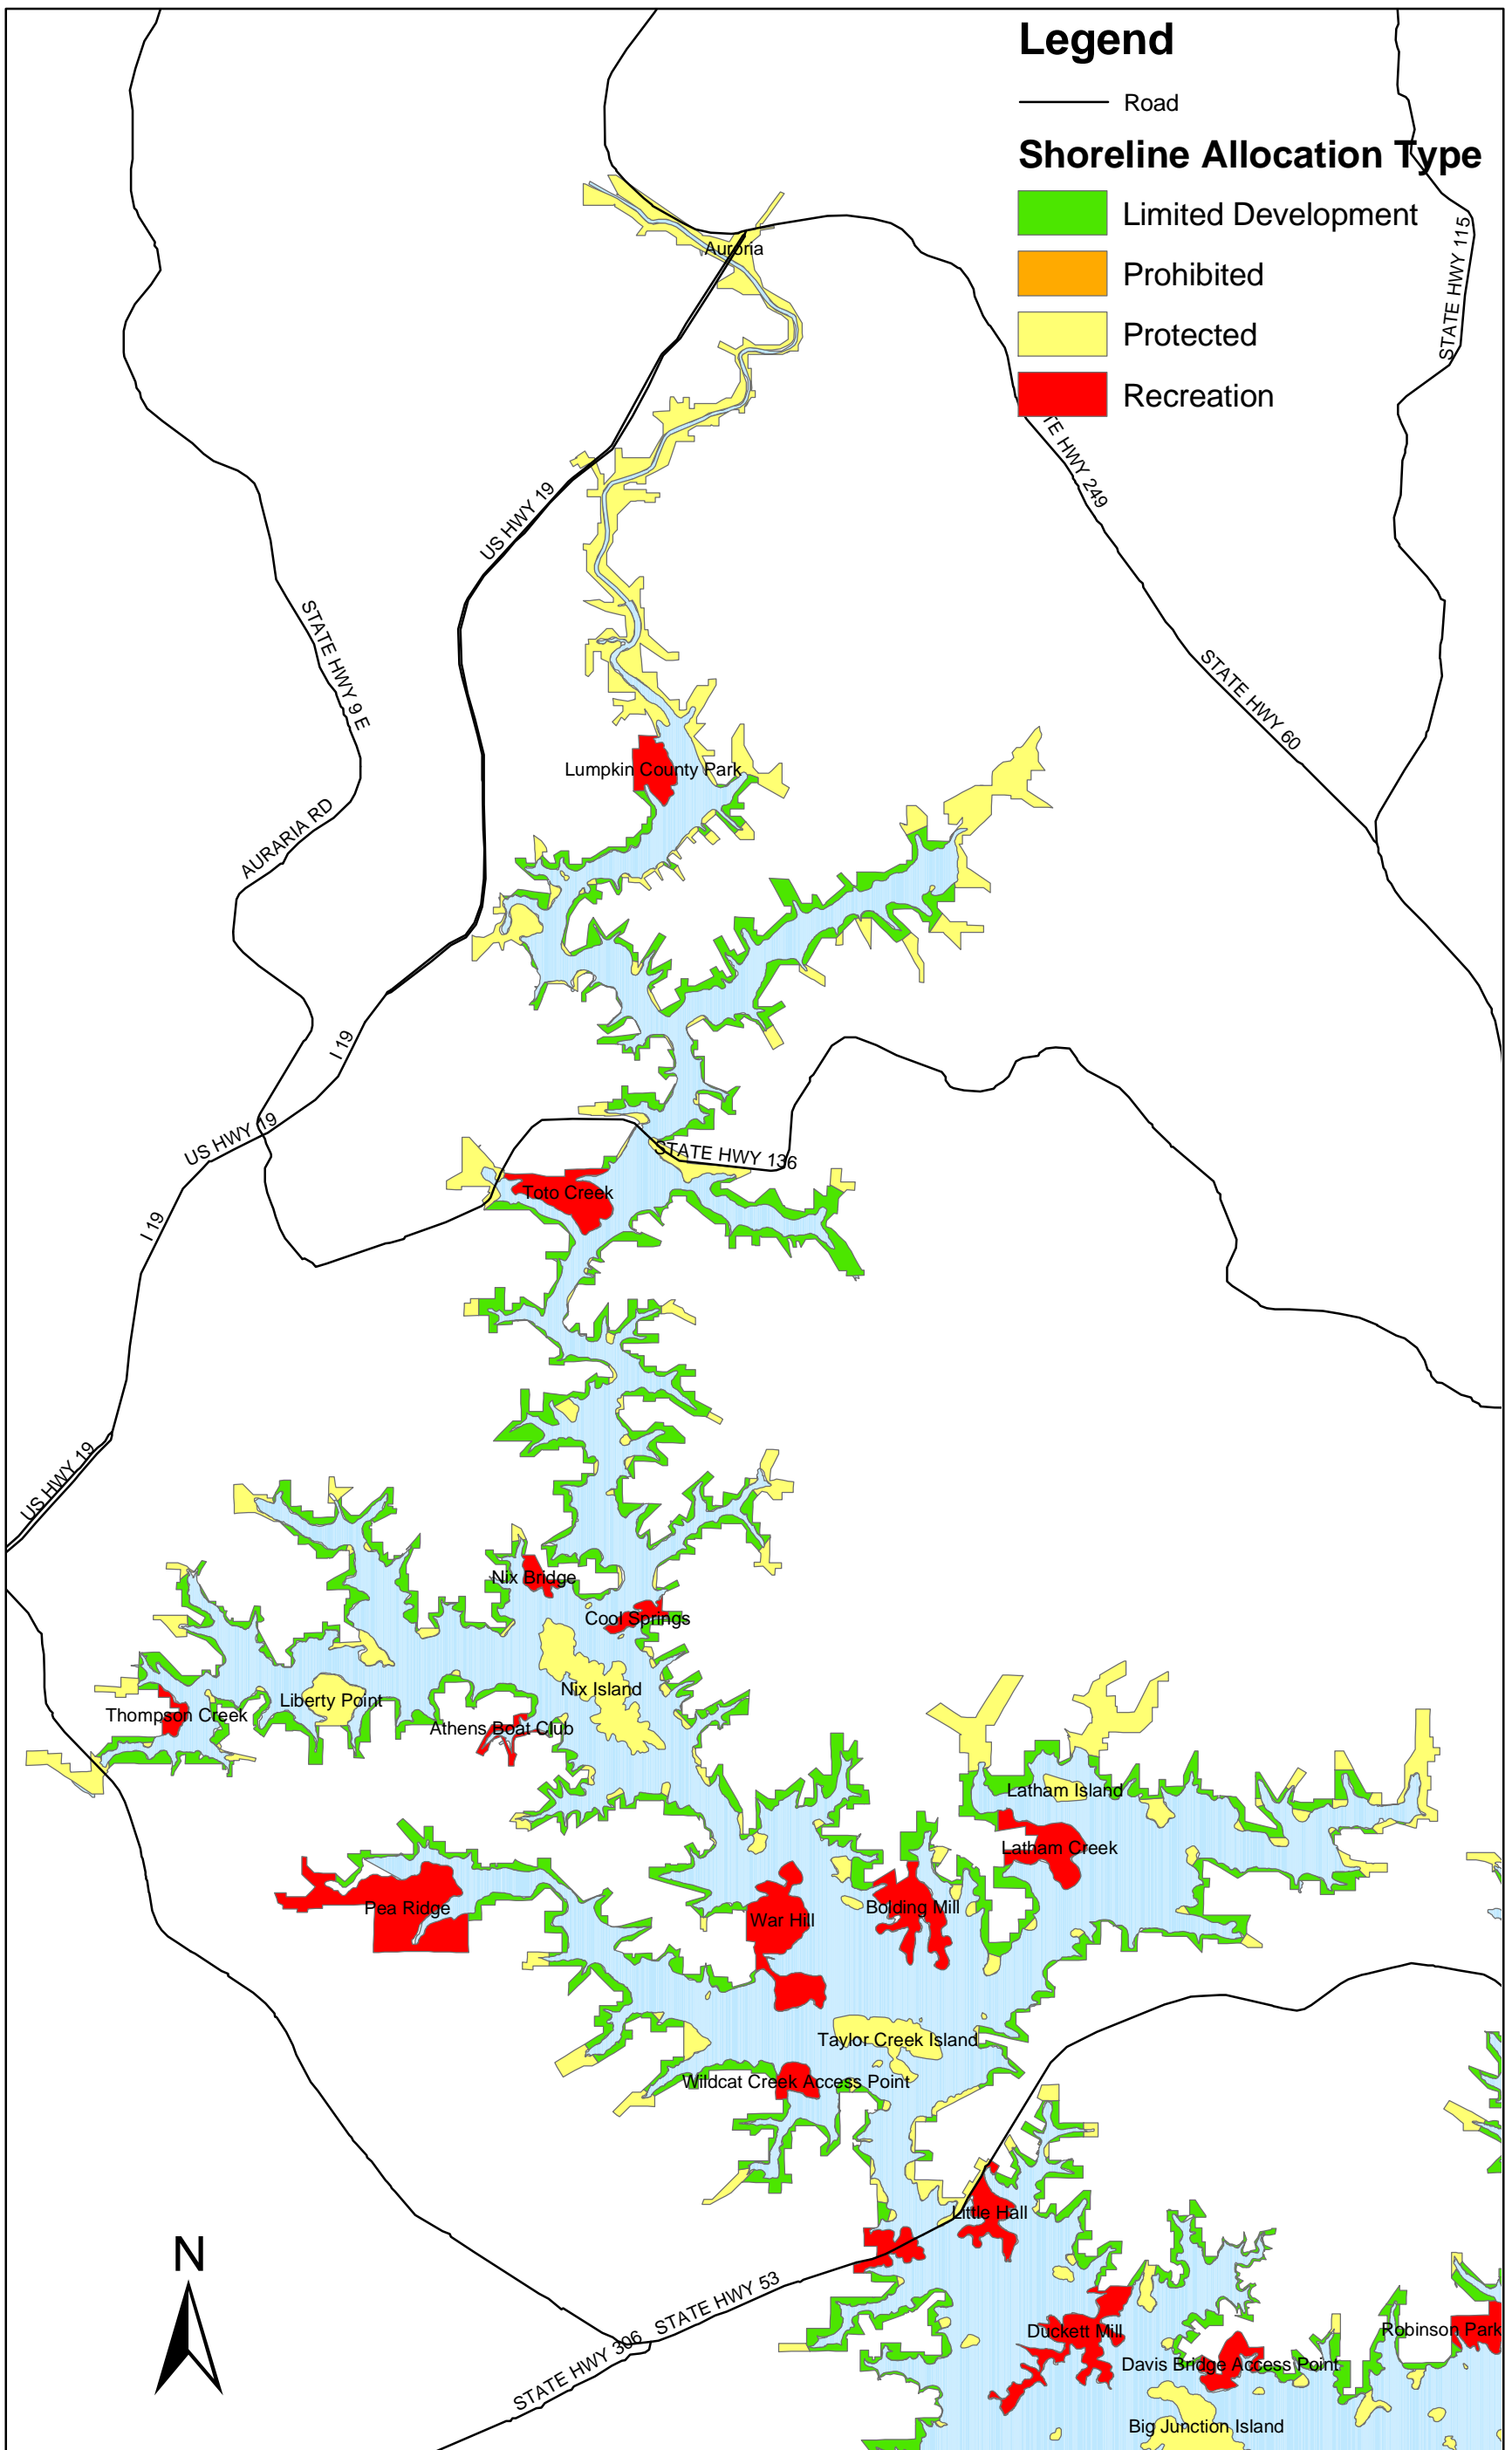 Legend
Road
Shoreline Allocation Type
Limited Development
Prohibited
Protected
Recreation
STATE HWY 115
Auroria
TE HWY 249
US HWY 19
STATE HWY 9 E
STATE HWY 60
Lumpkin County Park
AURARIA RD
I 19
US HWY 19
STATE HWY 136
Toto Creek
I 19
US HWY 19
Nix Bridge
Cool Springs
Nix Island
Liberty Point
Thompson Creek
Athens Boat Club
Latham Island
Latham Creek
Pea Ridge
Bolding Mill
War Hill
Taylor Creek Island
Wildcat Creek Access Point
Little Hall
N
STATE HWY 53
STATE HWY 306
Duckett Mill
Robinson Park
Davis Bridge Access Point
Big Junction Island